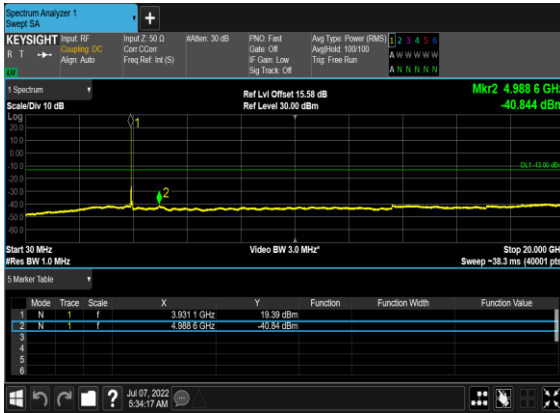 Spectrum Analyzer 1
Swept SA
+
KEYSIGHT Input: RF Input Z: 50 Ω #Atten: 30 dB PNO: Fast Avg Type: Power (RMS) 1 2 3 4 5 6
R T Coupling: DC Corr CCorr Gate: Off Avg|Hold: 100/100 A W W W W W
Align: Auto Freq Ref: Int (S) IF Gain: Low Trig: Free Run
Sig Track: Off A N N N N N
1 Spectrum Ref Lvl Offset 15.58 dB Mkr2 4.988 6 GHz
Scale/Div 10 dB Ref Level 30.00 dBm -40.844 dBm
Log
20.0
10.0
0.00
-10.0
-20.0
-30.0
-40.0
-50.0
-60.0
1
2
DL1 -13.00 dBm
Start 30 MHz Video BW 3.0 MHz* Stop 20.000 GHz
#Res BW 1.0 MHz Sweep ~38.3 ms (40001 pts)
5 Marker Table
Mode Trace Scale X Y Function Function Width Function Value
1 N 1 f 3.931 1 GHz 19.39 dBm
2 N 1 f 4.988 6 GHz -40.84 dBm
3
4
5
6
? Jul 07, 2022
5:34:17 AM